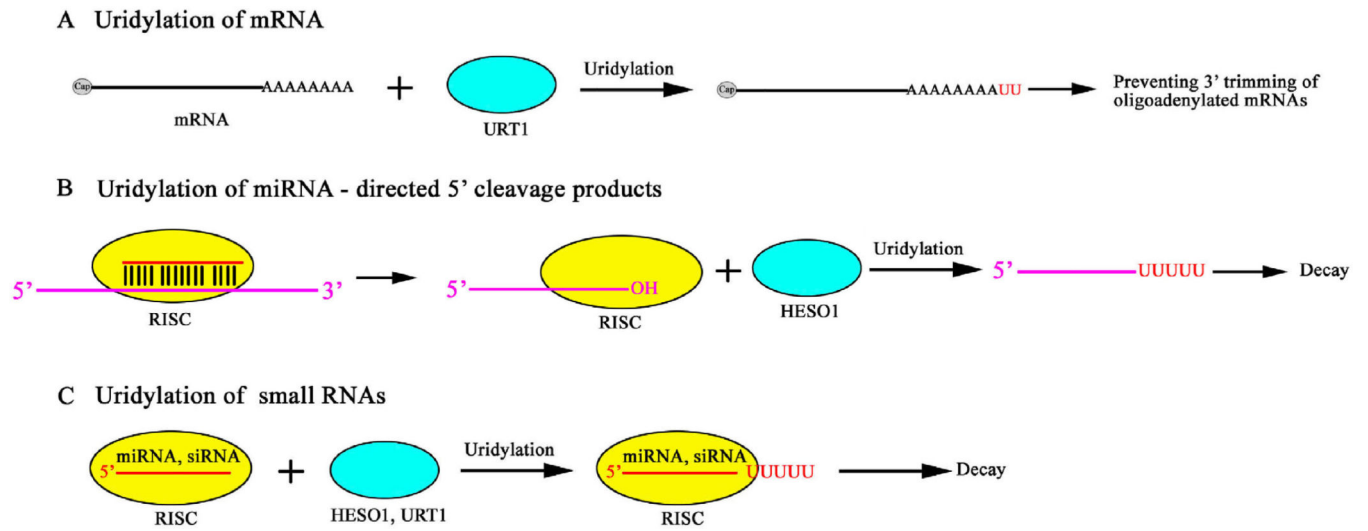 A Uridylation of mRNA
Cap AAAAAAAA + Uridylation Cap AAAAAAAAUU Preventing 3’ trimming of
oligoadenylated mRNAs
mRNA URT1
B Uridylation of miRNA - directed 5’ cleavage products
5’ 3’ 5’ OH + Uridylation 5’ UUUUU Decay
RISC RISC HESO1
C Uridylation of small RNAs
5’ miRNA, siRNA + Uridylation 5’ miRNA, siRNA UUUUU Decay
RISC HESO1, URT1 RISC